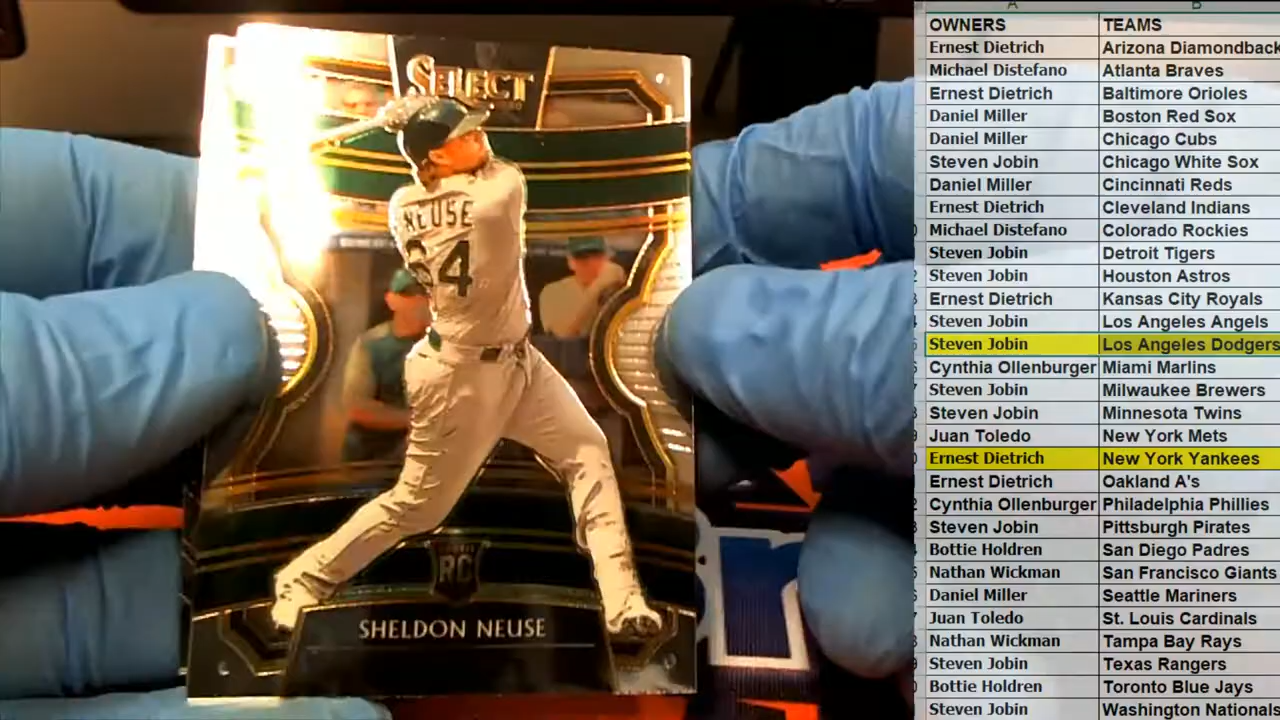 SELECT
NEUSE
64
RC
SHELDON NEUSE
A B
OWNERS TEAMS
Ernest Dietrich Arizona Diamondback
Michael Distefano Atlanta Braves
Ernest Dietrich Baltimore Orioles
Daniel Miller Boston Red Sox
Daniel Miller Chicago Cubs
Steven Jobin Chicago White Sox
Daniel Miller Cincinnati Reds
Ernest Dietrich Cleveland Indians
Michael Distefano Colorado Rockies
Steven Jobin Detroit Tigers
Steven Jobin Houston Astros
Ernest Dietrich Kansas City Royals
Steven Jobin Los Angeles Angels
Steven Jobin Los Angeles Dodgers
Cynthia Ollenburger Miami Marlins
Steven Jobin Milwaukee Brewers
Steven Jobin Minnesota Twins
Juan Toledo New York Mets
Ernest Dietrich New York Yankees
Ernest Dietrich Oakland A's
Cynthia Ollenburger Philadelphia Phillies
Steven Jobin Pittsburgh Pirates
Bottie Holdren San Diego Padres
Nathan Wickman San Francisco Giants
Daniel Miller Seattle Mariners
Juan Toledo St. Louis Cardinals
Nathan Wickman Tampa Bay Rays
Steven Jobin Texas Rangers
Bottie Holdren Toronto Blue Jays
Steven Jobin Washington Nationals